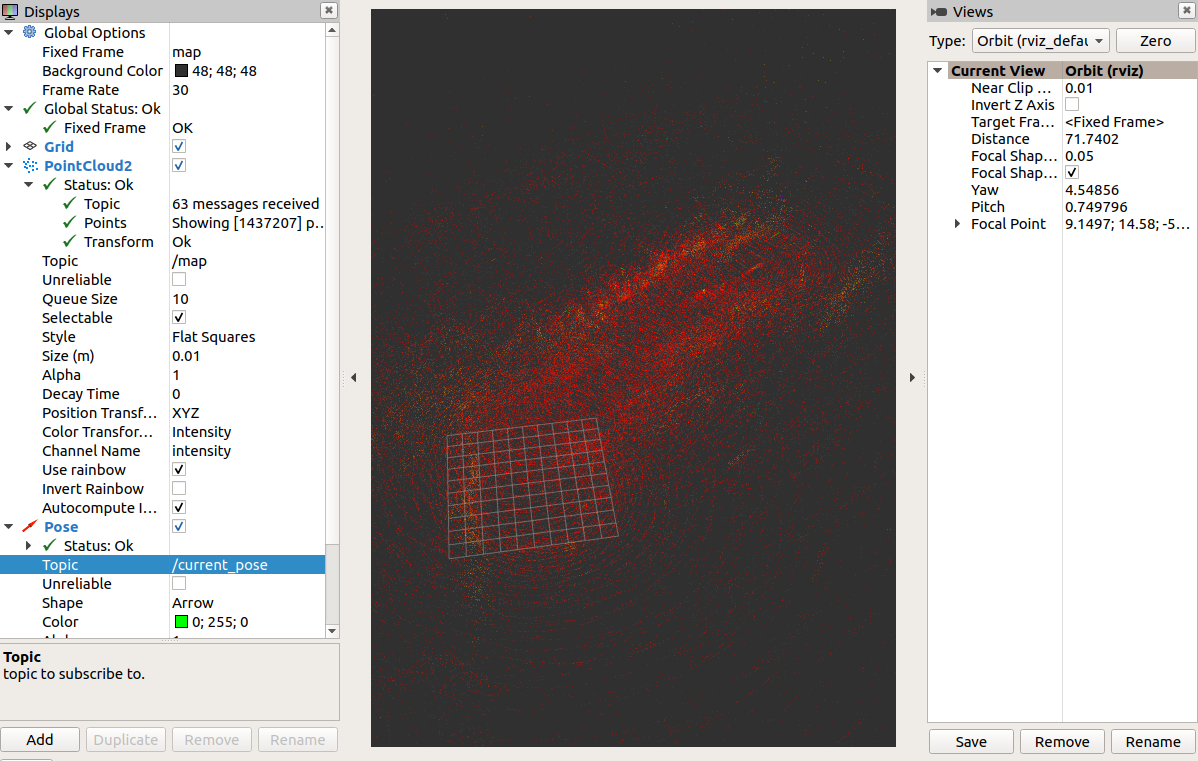 Displays
Global Options
Fixed Frame map
Background Color 48; 48; 48
Frame Rate 30
Global Status: Ok
Fixed Frame OK
Grid
PointCloud2
Status: Ok
Topic 63 messages received
Points Showing [1437207] p...
Transform Ok
Topic /map
Unreliable
Queue Size 10
Selectable
Style Flat Squares
Size (m) 0.01
Alpha 1
Decay Time 0
Position Transf... XYZ
Color Transfor... Intensity
Channel Name intensity
Use rainbow
Invert Rainbow
Autocompute I...
Pose
Status: Ok
Topic /current_pose
Unreliable
Shape Arrow
Color 0; 255; 0
Topic
topic to subscribe to.
Add Duplicate Remove Rename
Views
Type: Orbit (rviz_defau Zero
Current View Orbit (rviz)
Near Clip ... 0.01
Invert Z Axis
Target Fra... <Fixed Frame>
Distance 71.7402
Focal Shap... 0.05
Focal Shap...
Yaw 4.54856
Pitch 0.749796
Focal Point 9.1497; 14.58; -5...
Save Remove Rename